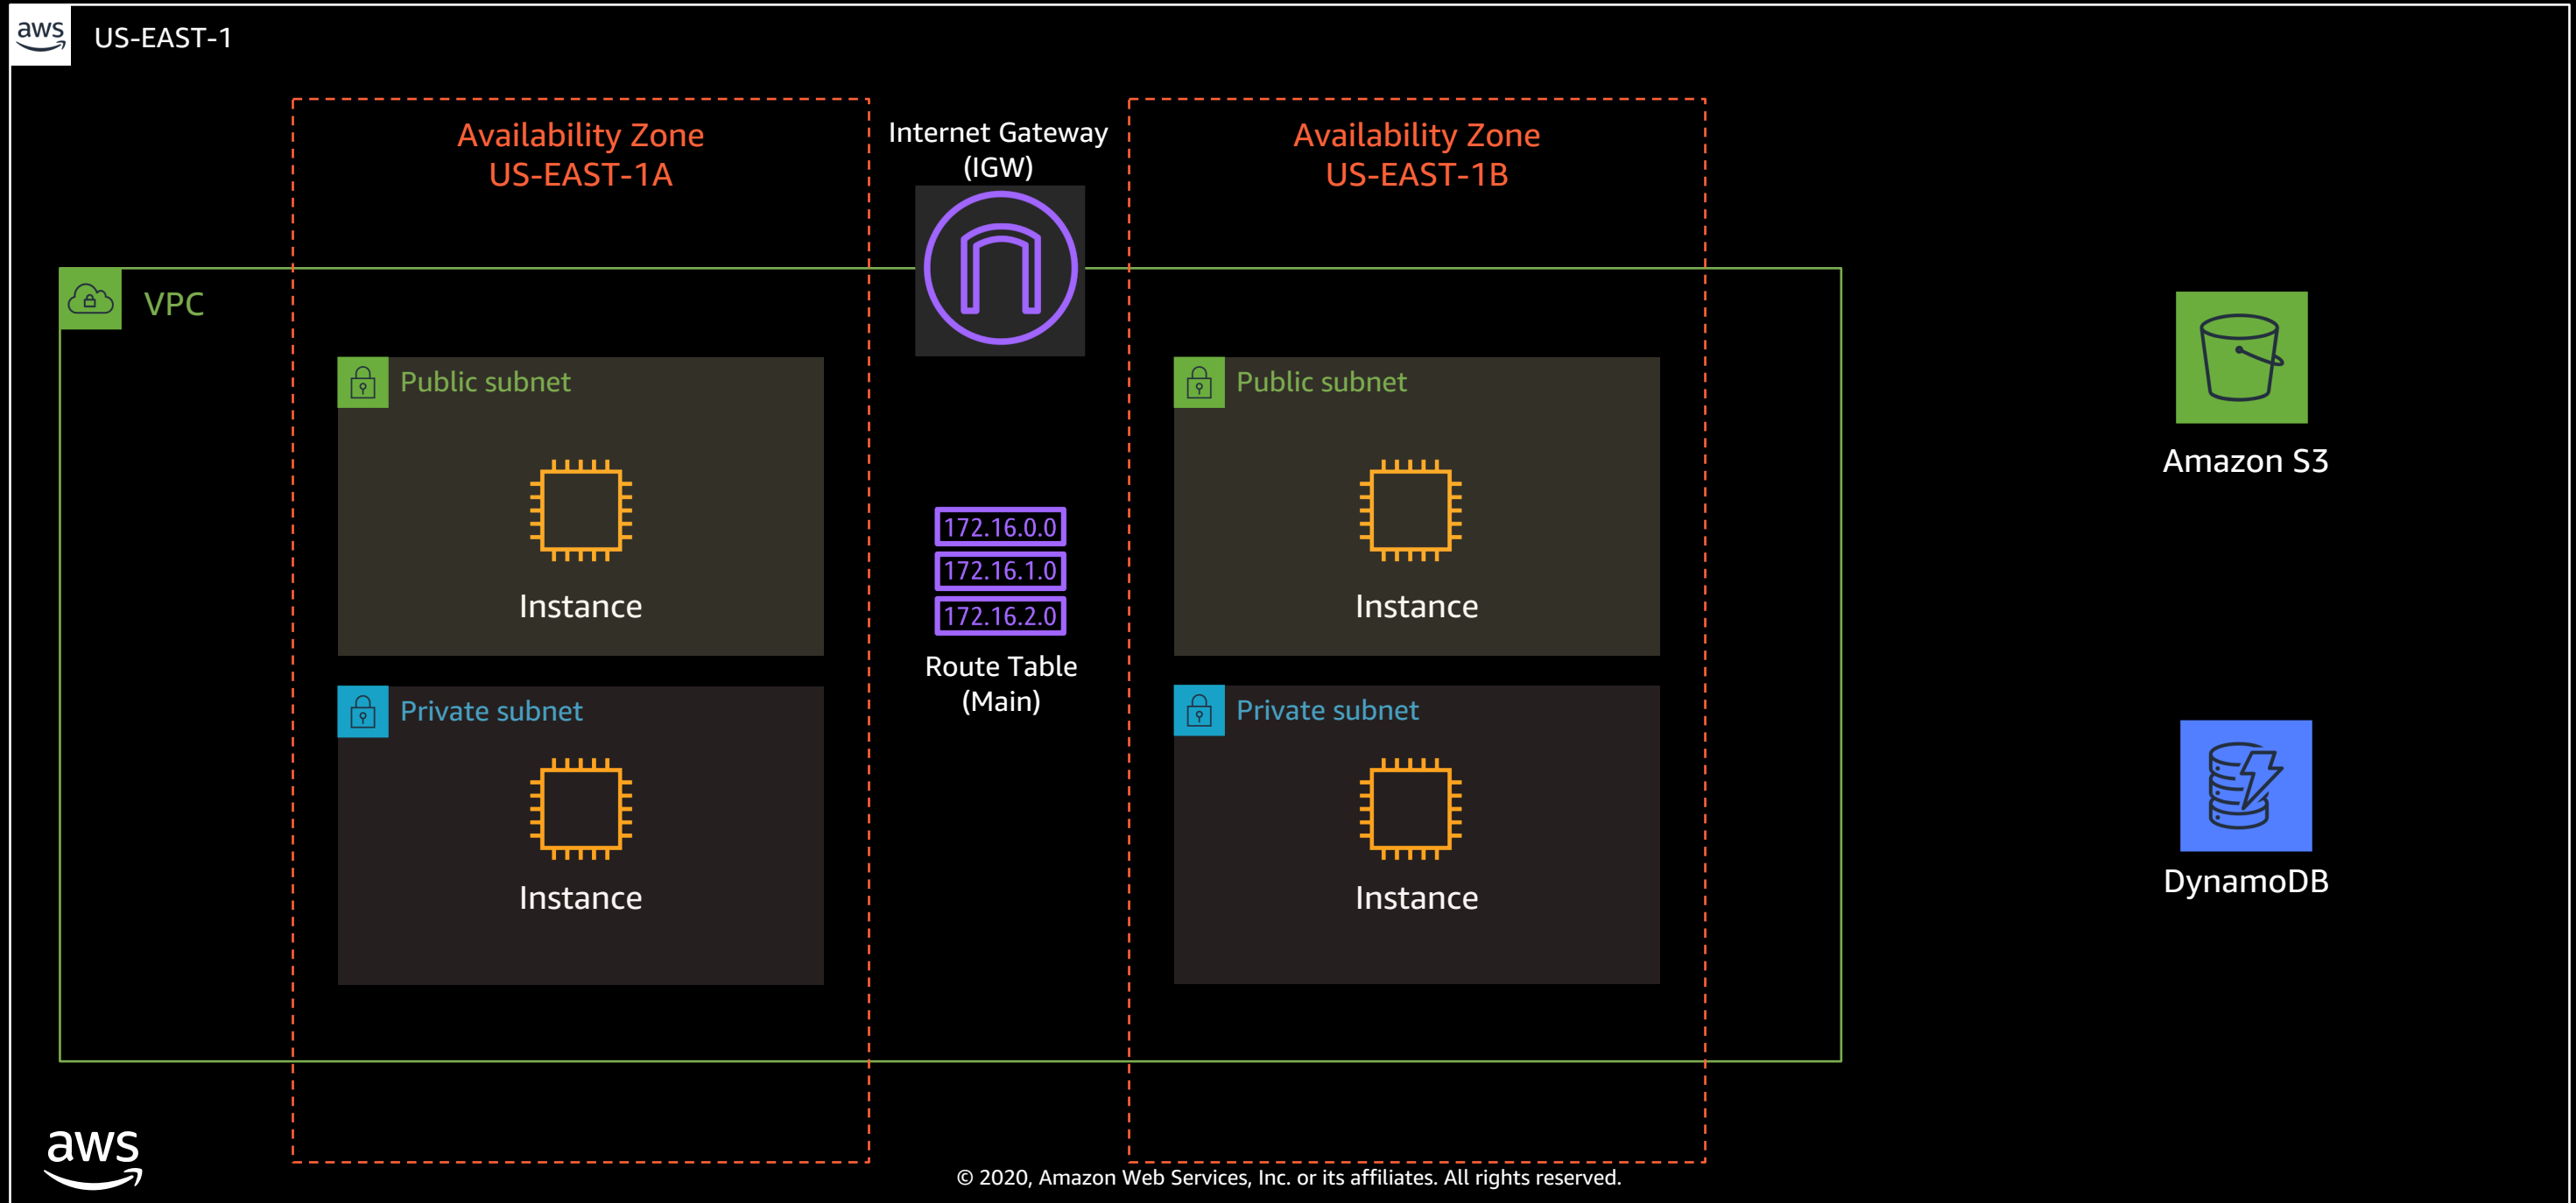 aws
US-EAST-1
Availability Zone
US-EAST-1A
Internet Gateway
(IGW)
Availability Zone
US-EAST-1B
VPC
Public subnet
Instance
Private subnet
Instance
172.16.0.0
172.16.1.0
172.16.2.0
Route Table
(Main)
Public subnet
Instance
Private subnet
Instance
Amazon S3
DynamoDB
aws
© 2020, Amazon Web Services, Inc. or its affiliates. All rights reserved.